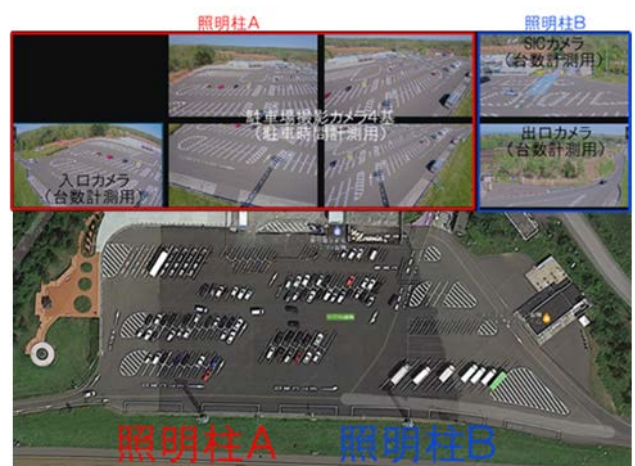 照明柱A
照明柱B
SICカメラ
(台数計測用)
駐車場撮影カメラ4基
(駐車時間計測用)
入口カメラ
(台数計測用)
出口カメラ
(台数計測用)
照明柱A
照明柱B